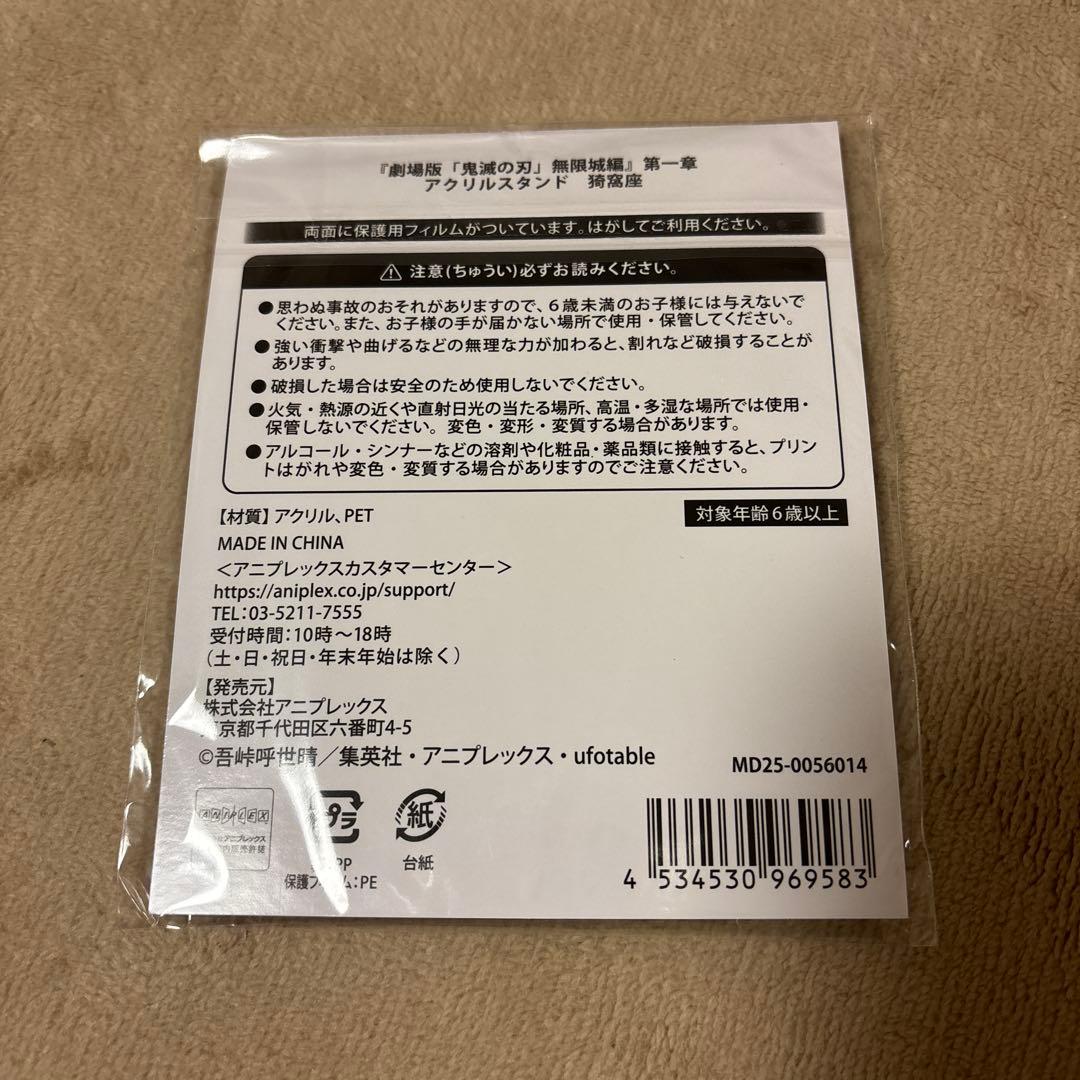 『劇場版「鬼滅の刃」無限城編』第一章
アクリルスタンド　猗窩座
両面に保護用フィルムがついています。はがしてご利用ください。
注意(ちゅうい)必ずお読みください。
●思わぬ事故のおそれがありますので、6歳未満のお子様には与えないで
ください。また、お子様の手が届かない場所で使用・保管してください。
●強い衝撃や曲げるなどの無理な力が加わると、割れなど破損することが
あります。
●破損した場合は安全のため使用しないでください。
●火気・熱源の近くや直射日光の当たる場所、高温・多湿な場所では使用・
保管しないでください。変色・変形・変質する場合があります。
●アルコール・シンナーなどの溶剤や化粧品・薬品類に接触すると、プリン
トはがれや変色・変質する場合がありますのでご注意ください。
【材質】アクリル、PET
対象年齢6歳以上
MADE IN CHINA
＜アニプレックスカスタマーセンター＞
https://aniplex.co.jp/support/
TEL：03-5211-7555
受付時間：10時～18時
（土・日・祝日・年末年始は除く）
【発売元】
株式会社アニプレックス
東京都千代田区六番町4-5
©吾峠呼世晴／集英社・アニプレックス・ufotable
MD25-0056014
ANIPLEX
アニプレックス
プラ
PP
保護フィルム：PE
紙
台紙
4 534530 969583